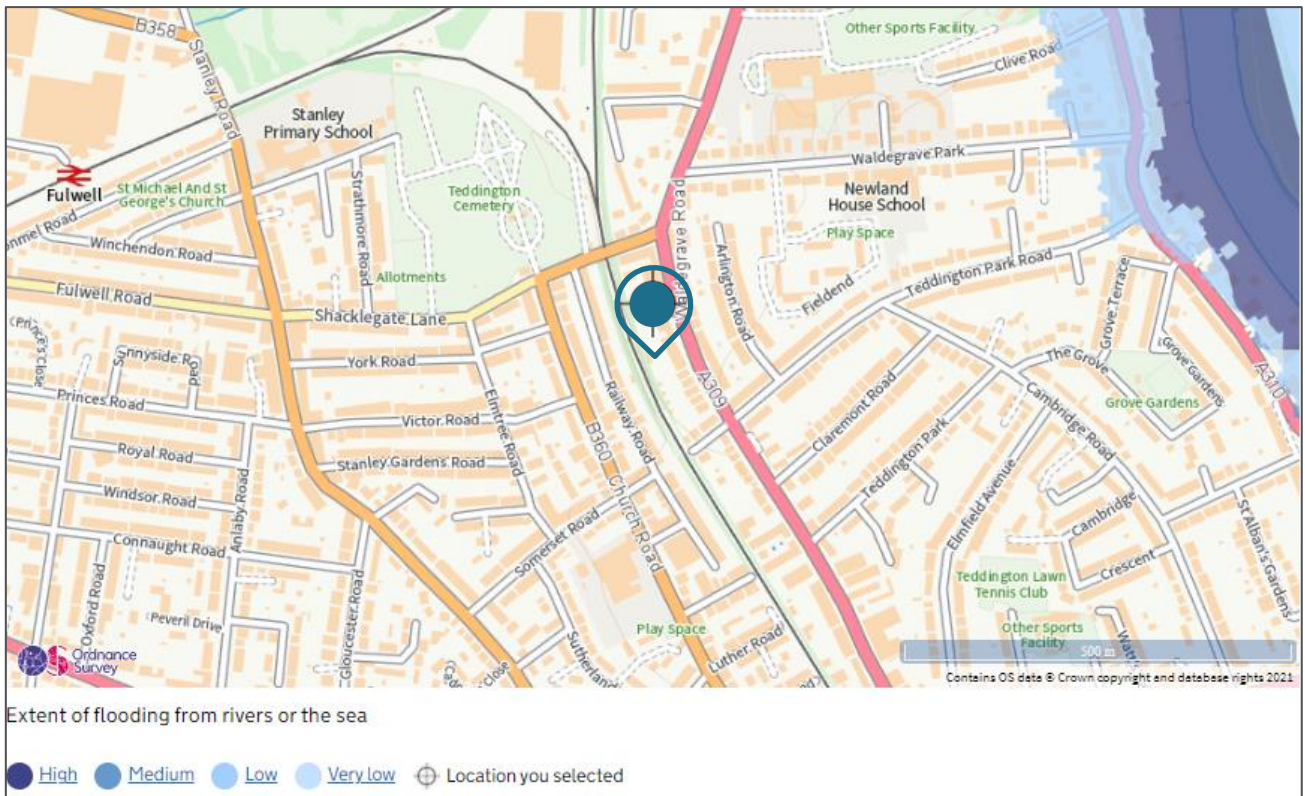 B358
Stanley Road
Other Sports Facility
Clive Road
Stanley
Primary School
Waldegrave Park
Fulwell
St Michael And St
George's Church
Strathmore Road
Teddington
Cemetery
Newland
House School
Play Space
Winchendon Road
Waldegrave Road
Arlington Road
Allotments
Fieldend
Teddington Park Road
Grove Terrace
Fulwell Road
Shacklegate Lane
York Road
The Grove
Grove Gardens
A310
Princes Road
Victor Road
Elmtree Road
Railway Road
A309
Claremont Road
Cambridge Road
Grove Gardens
Royal Road
Stanley Gardens Road
B360
Church Road
Teddington Park
Windsor Road
Anlaby Road
Elmfield Avenue
Cambridge
Crescent
St Alban's Gardens
Connaught Road
Somerset Road
Oxford Road
Gloucester Road
Peveril Drive
Teddington Lawn
Tennis Club
Play Space
Luther Road
Other Sports
Facility
Ordnance
Survey
500 m
Contains OS data © Crown copyright and database rights 2021
Extent of flooding from rivers or the sea
High Medium Low Very low Location you selected